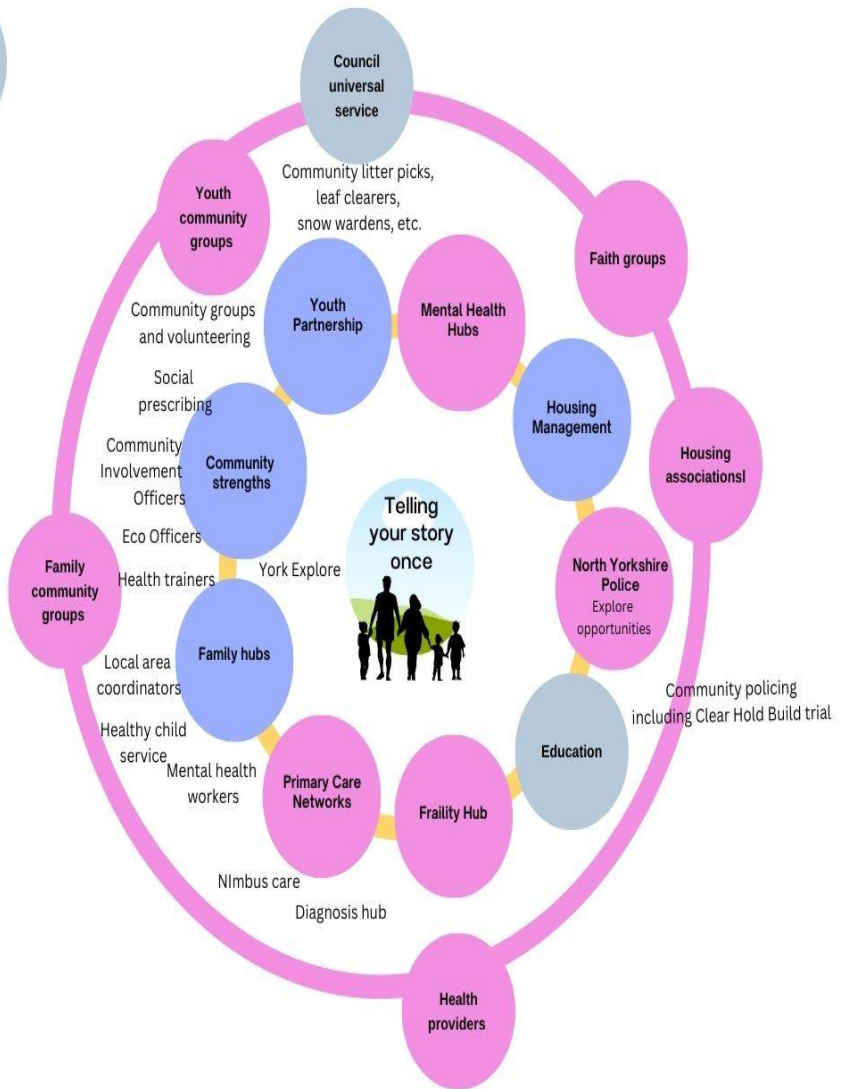 Council
universal
service
Community litter picks,
leaf clearers,
snow wardens, etc.
Youth
community
groups
Faith groups
Community groups
and volunteering
Youth
Partnership
Mental Health
Hubs
Social
prescribing
Housing
Management
Community
Involvement
Officers
Community
strengths
Housing
associationsl
Telling
your story
once
Eco Officers
Family
community
groups
Health trainers
York Explore
North Yorkshire
Police
Explore
opportunities
Family hubs
Local area
coordinators
Community policing
including Clear Hold Build trial
Healthy child
service
Mental health
workers
Education
Primary Care
Networks
Fraility Hub
NImbus care
Diagnosis hub
Health
providers